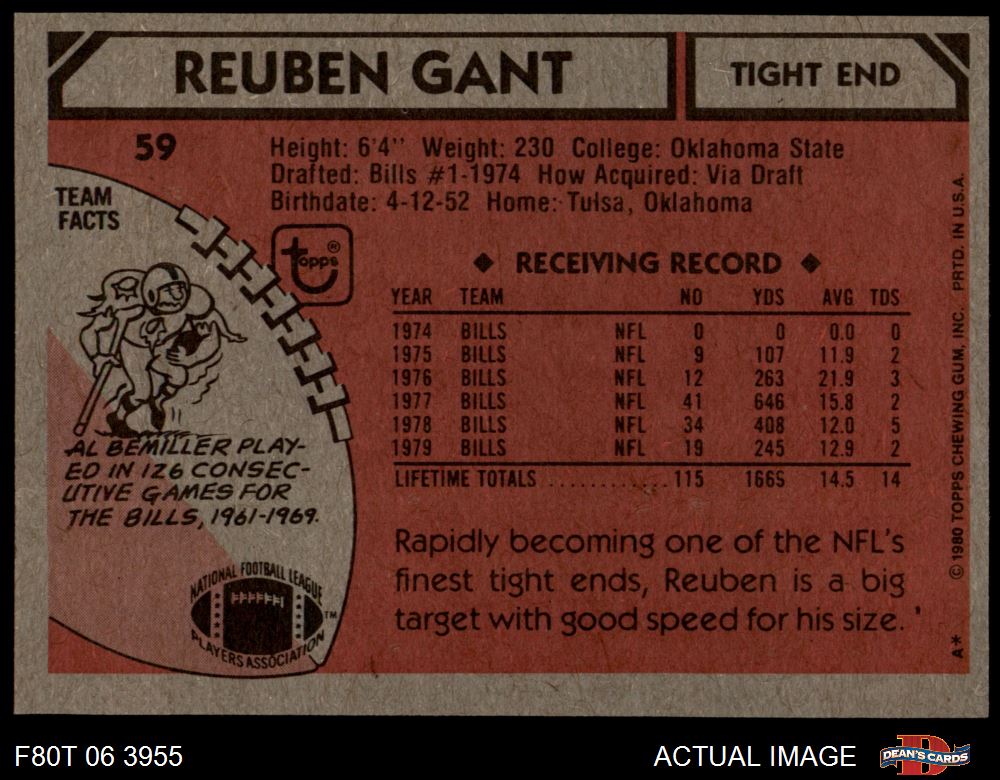 REUBEN GANT
TIGHT END
59
Height: 6'4" Weight: 230 College: Oklahoma State
Drafted: Bills #1-1974 How Acquired: Via Draft
Birthdate: 4-12-52 Home: Tulsa, Oklahoma
TEAM
FACTS
topps ®
AL BEMILLER PLAY-
ED IN 126 CONSEC-
UTIVE GAMES FOR
THE BILLS, 1961-1969.
NATIONAL FOOTBALL LEAGUE
PLAYERS ASSOCIATION
TM
◆ RECEIVING RECORD ◆
YEAR TEAM NO YDS AVG TDS
1974 BILLS NFL 0 0 0.0 0
1975 BILLS NFL 9 107 11.9 2
1976 BILLS NFL 12 263 21.9 3
1977 BILLS NFL 41 646 15.8 2
1978 BILLS NFL 34 408 12.0 5
1979 BILLS NFL 19 245 12.9 2
LIFETIME TOTALS ............ 115 1669 14.5 14
Rapidly becoming one of the NFL's
finest tight ends, Reuben is a big
target with good speed for his size.
A* © 1980 TOPPS CHEWING GUM, INC. PRTD. IN U.S.A.
F80T 06 3955
ACTUAL IMAGE
D
DEAN'S CARDS